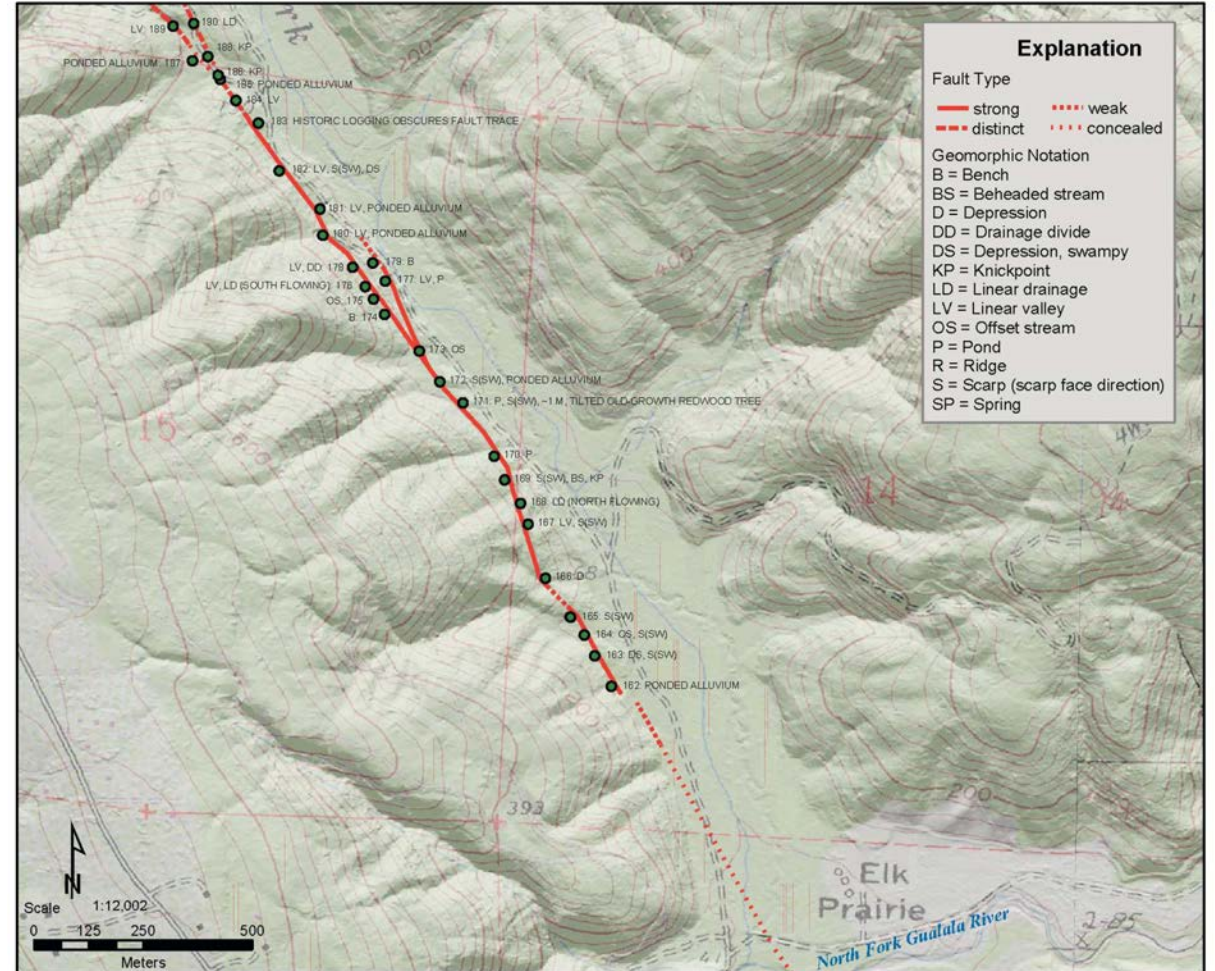 rk
200
LV: 189
190: LD
188: KP
PONDED ALLUVIUM: 187
186: KP
185: PONDED ALLUVIUM
184: LV
183: HISTORIC LOGGING OBSCURES FAULT TRACE
182: LV, S(SW), DS
181: LV, PONDED ALLUVIUM
180: LV, PONDED ALLUVIUM
179: B
LV, DD: 178
177: LV, P
LV, LD (SOUTH FLOWING): 176
OS, 175
B: 174
173: OS
172: S(SW), PONDED ALLUVIUM
171: P, S(SW), ~1 M, TILTED OLD-GROWTH REDWOOD TREE
170: P
169: S(SW), BS, KP
168: LD (NORTH FLOWING)
167: LV, S(SW)
166: D
165: S(SW)
164: OS, S(SW)
163: DS, S(SW)
162: PONDED ALLUVIUM
400
15
14
393
200
Elk
Prairie
North Fork Gualala River
2-85
Explanation
Fault Type
strong
weak
distinct
concealed
Geomorphic Notation
B = Bench
BS = Beheaded stream
D = Depression
DD = Drainage divide
DS = Depression, swampy
KP = Knickpoint
LD = Linear drainage
LV = Linear valley
OS = Offset stream
P = Pond
R = Ridge
S = Scarp (scarp face direction)
SP = Spring
N
Scale 1:12,002
0 125 250 500
Meters